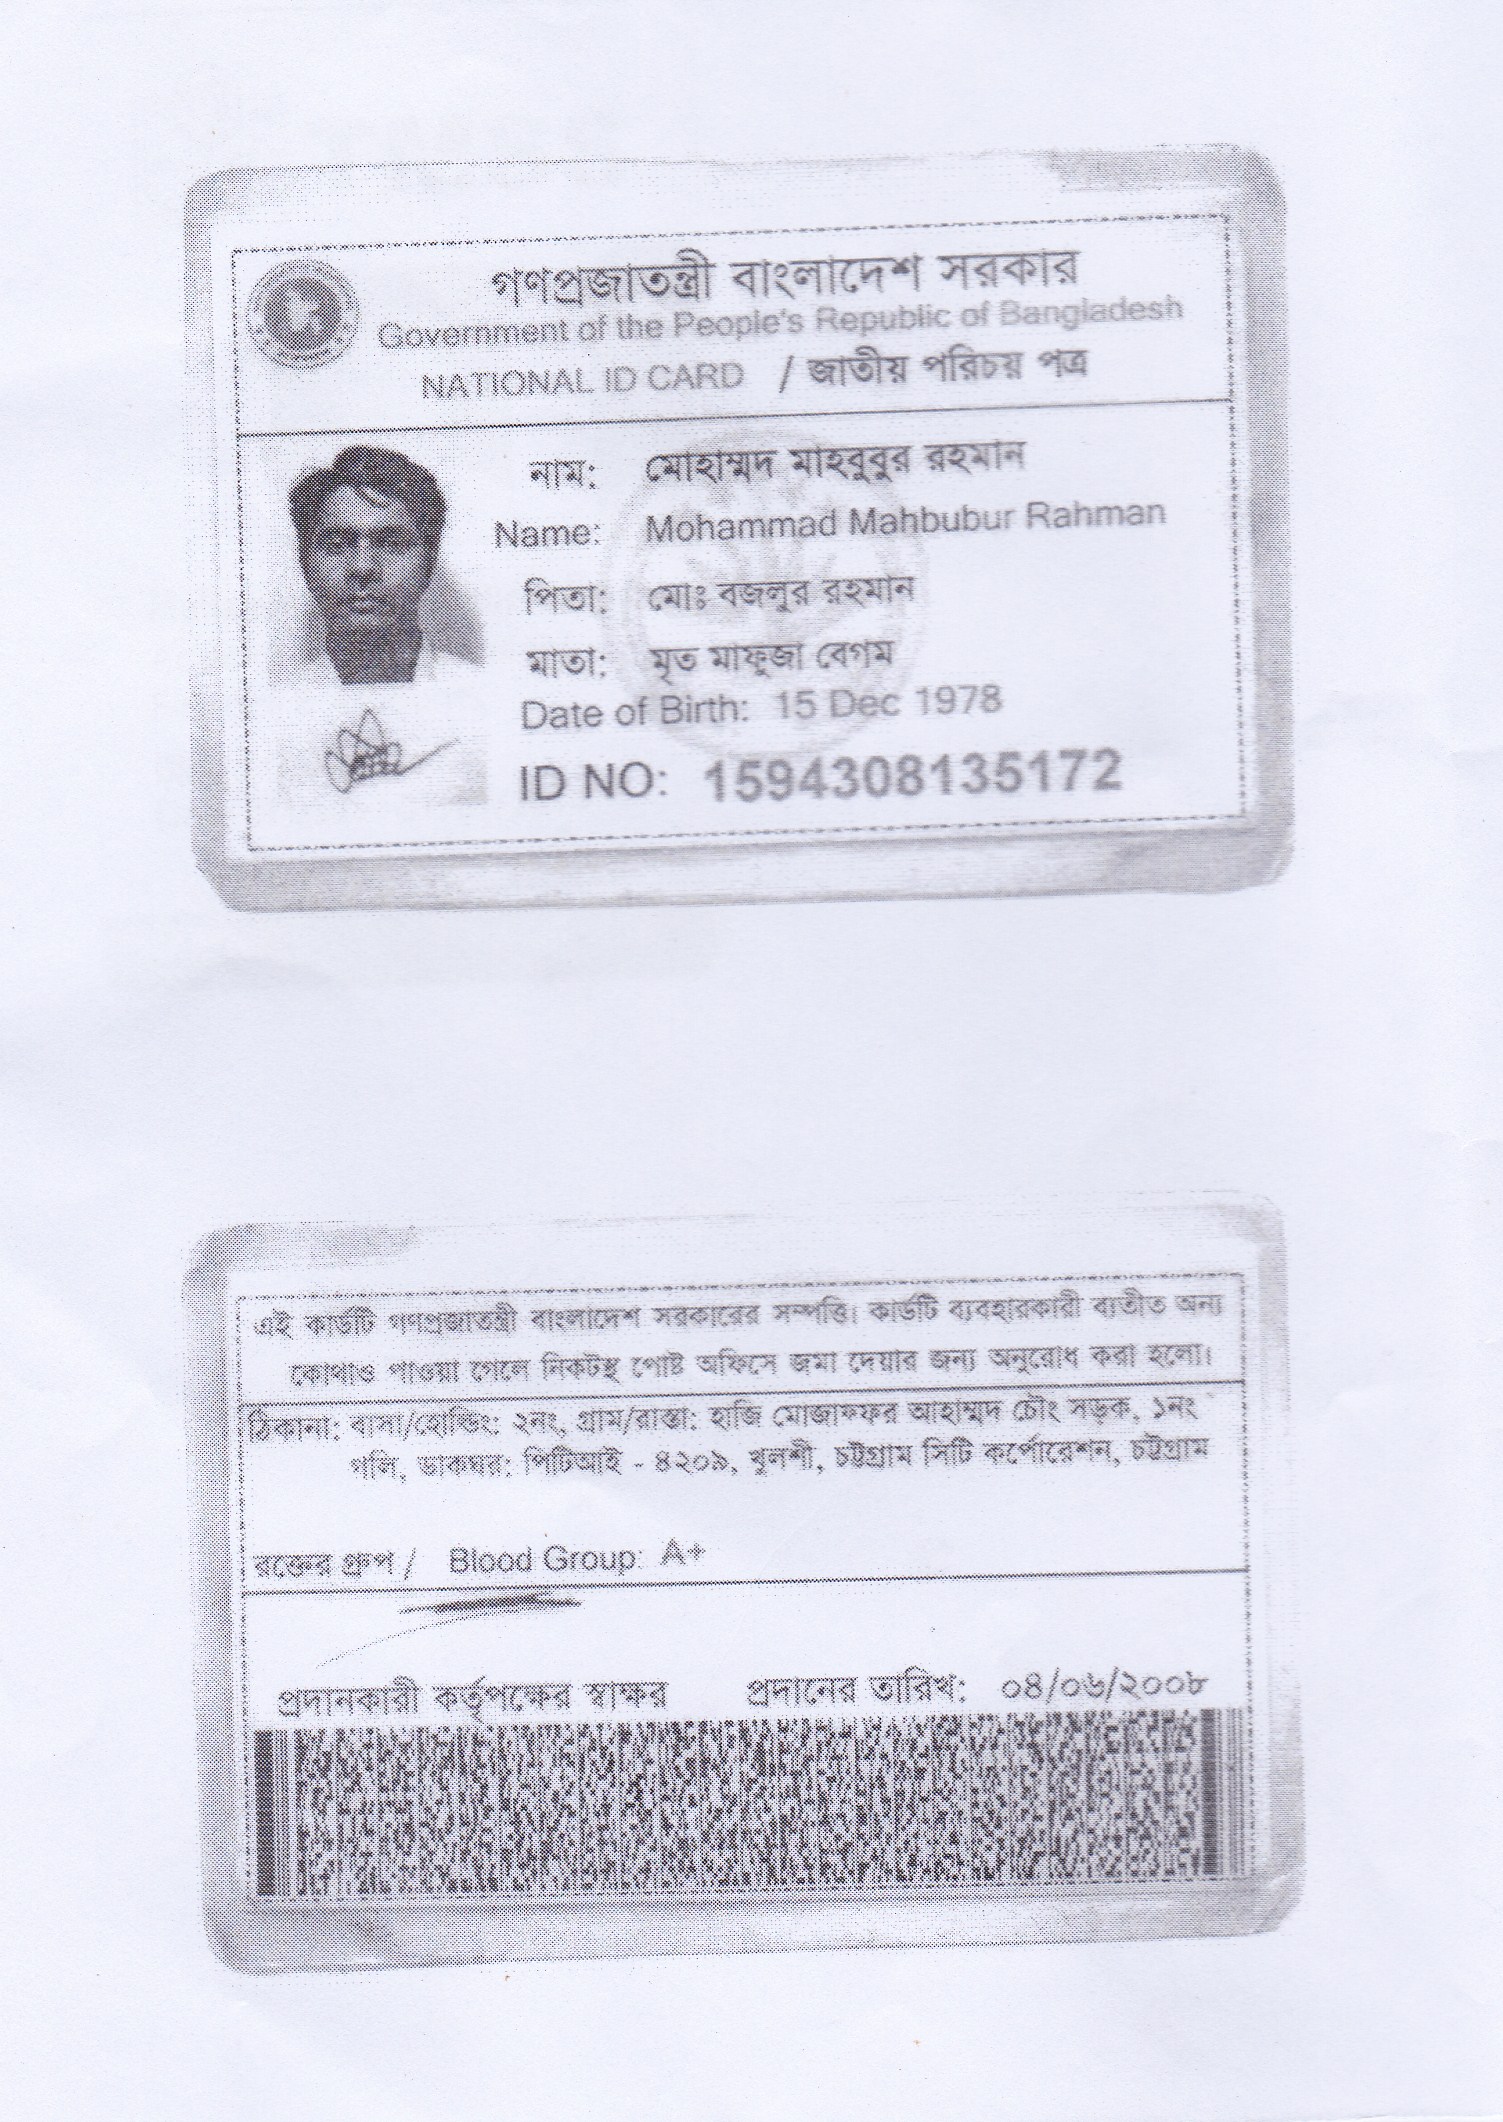 গণপ্রজাতন্ত্রী বাংলাদেশ সরকার
Government of the People's Republic of Bangladesh
NATIONAL ID CARD / জাতীয় পরিচয় পত্র
নাম: মোহাম্মদ মাহবুবুর রহমান
Name: Mohammad Mahbubur Rahman
পিতা: মোঃ বজলুর রহমান
মাতা: মৃত মাফুজা বেগম
Date of Birth: 15 Dec 1978
ID NO: 1594308135172
এই কার্ডটি গণপ্রজাতন্ত্রী বাংলাদেশ সরকারের সম্পত্তি। কার্ডটি ব্যবহারকারী ব্যতীত অন্য
কোথাও পাওয়া গেলে নিকটস্থ পোষ্ট অফিসে জমা দেয়ার জন্য অনুরোধ করা হলো।
ঠিকানা: বাসা/হোল্ডিং: ২নং, গ্রাম/রাস্তা: হাজি মোজাফফর আহাম্মদ চৌং সড়ক, ১নং
গলি, ডাকঘর: পিটিআই - ৪২০৯, খুলশী, চট্টগ্রাম সিটি কর্পোরেশন, চট্টগ্রাম
রক্তের গ্রুপ / Blood Group: A+
প্রদানকারী কর্তৃপক্ষের স্বাক্ষর প্রদানের তারিখ: ০৪/০৬/২০০৮